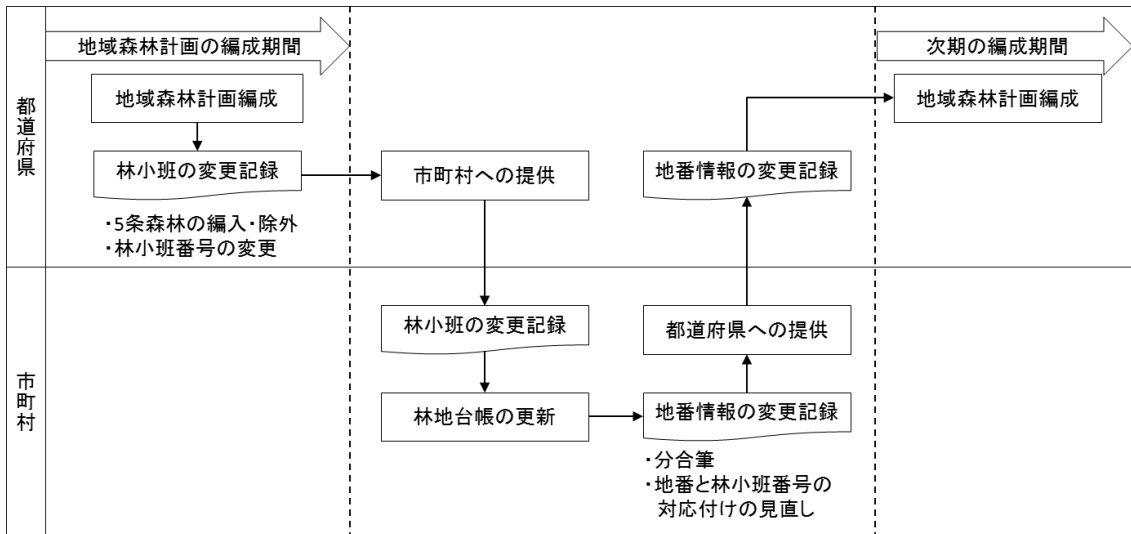 地域森林計画の編成期間
次期の編成期間
都道府県
地域森林計画編成
地域森林計画編成
林小班の変更記録
市町村への提供
地番情報の変更記録
・5条森林の編入・除外
・林小班番号の変更
市町村
林小班の変更記録
都道府県への提供
林地台帳の更新
地番情報の変更記録
・分合筆
・地番と林小班番号の
対応付けの見直し